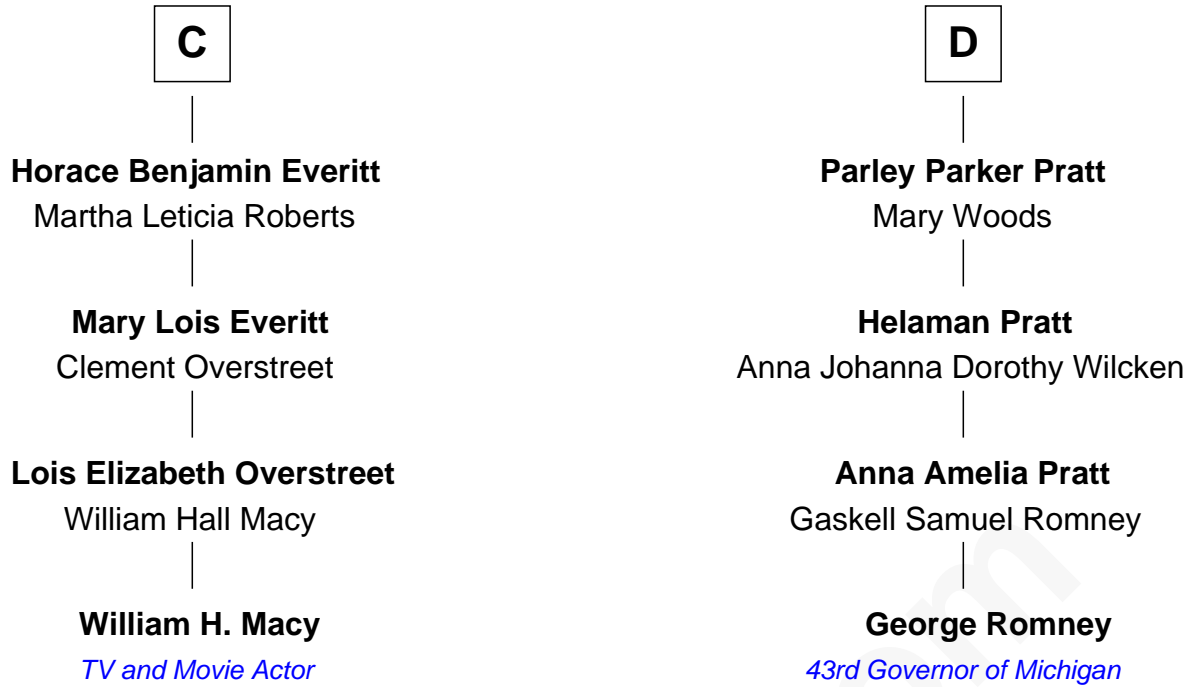 C
Horace Benjamin Everitt
Martha Leticia Roberts
Mary Lois Everitt
Clement Overstreet
Lois Elizabeth Overstreet
William Hall Macy
William H. Macy
TV and Movie Actor
D
Parley Parker Pratt
Mary Woods
Helaman Pratt
Anna Johanna Dorothy Wilcken
Anna Amelia Pratt
Gaskell Samuel Romney
George Romney
43rd Governor of Michigan